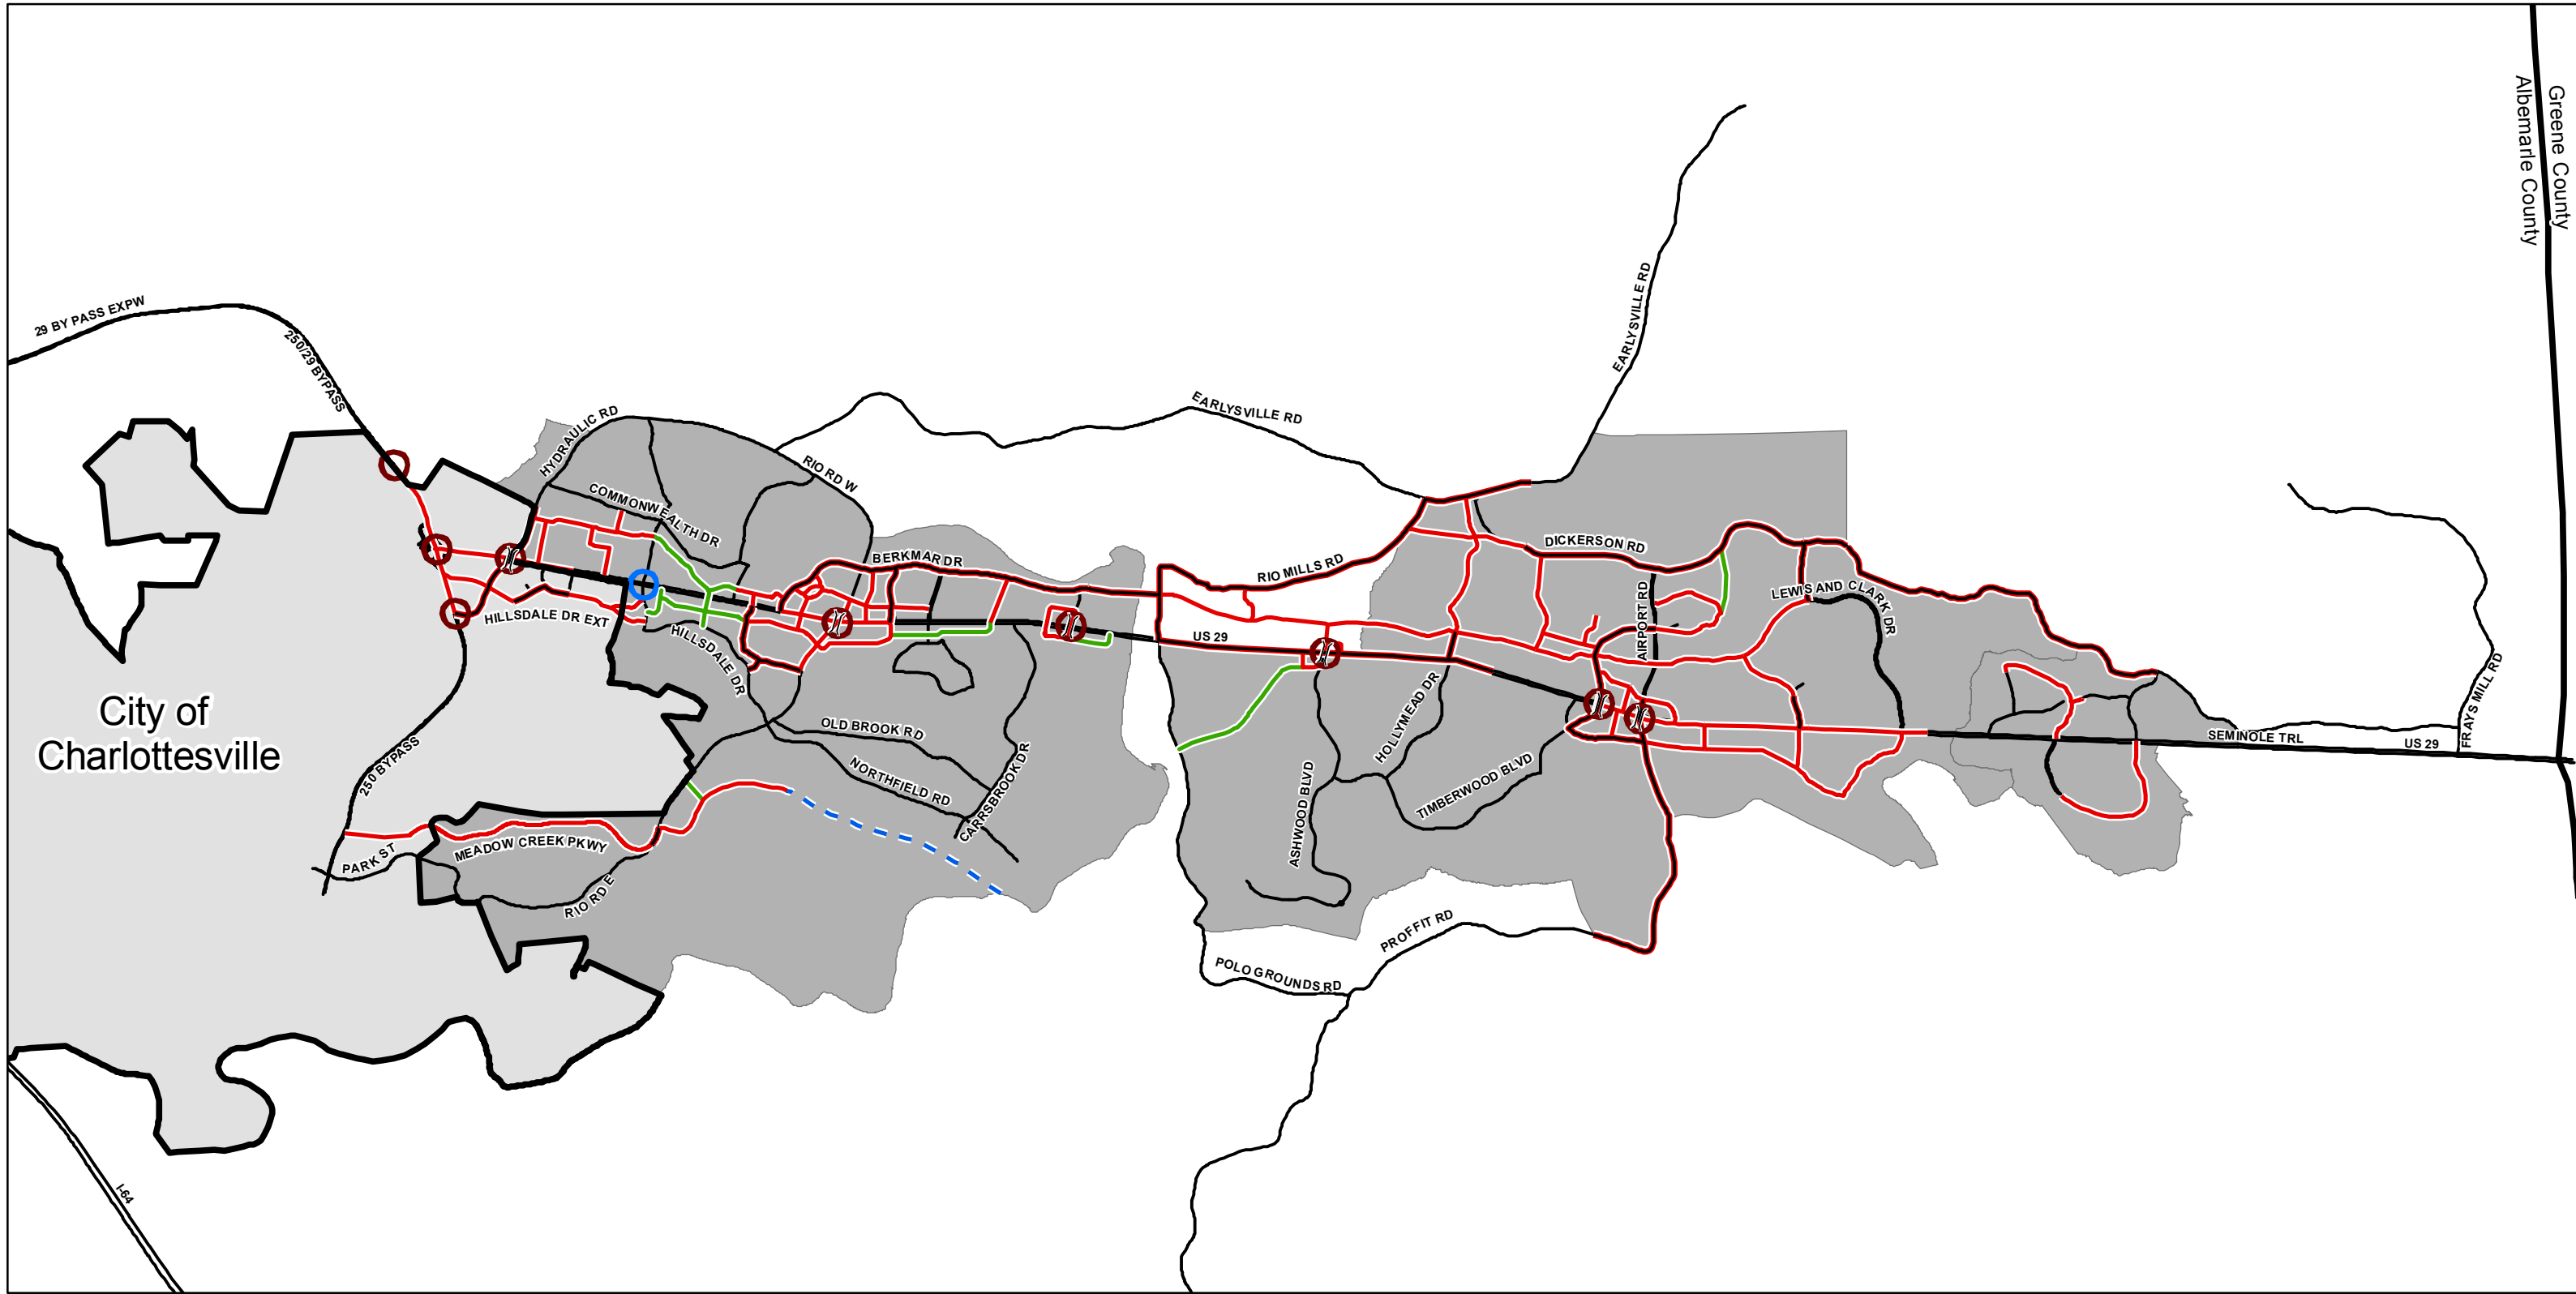 Greene County
Albemarle County
29 BY PASS EXPW
250/29 BYPASS
HYDRAULIC RD
COMMONWEALTH DR
RIO RD W
EARLYSVILLE RD
EARLYSVILLE RD
BERKMAR DR
RIO MILLS RD
DICKERSON RD
AIRPORT RD
LEWIS AND CLARK DR
HILLSDALE DR EXT
HILLSDALE DR
US 29
City of
Charlottesville
250 BYPASS
OLD BROOK RD
NORTHFIELD RD
CARRSBROOK DR
HOLLYMEAD DR
TIMBERWOOD BLVD
ASHWOOD BLVD
SEMINOLE TRL
US 29
FRAYS MILL RD
PARK ST
MEADOW CREEK PKWY
RIO RD E
PROFFIT RD
POLO GROUNDS RD
I-64